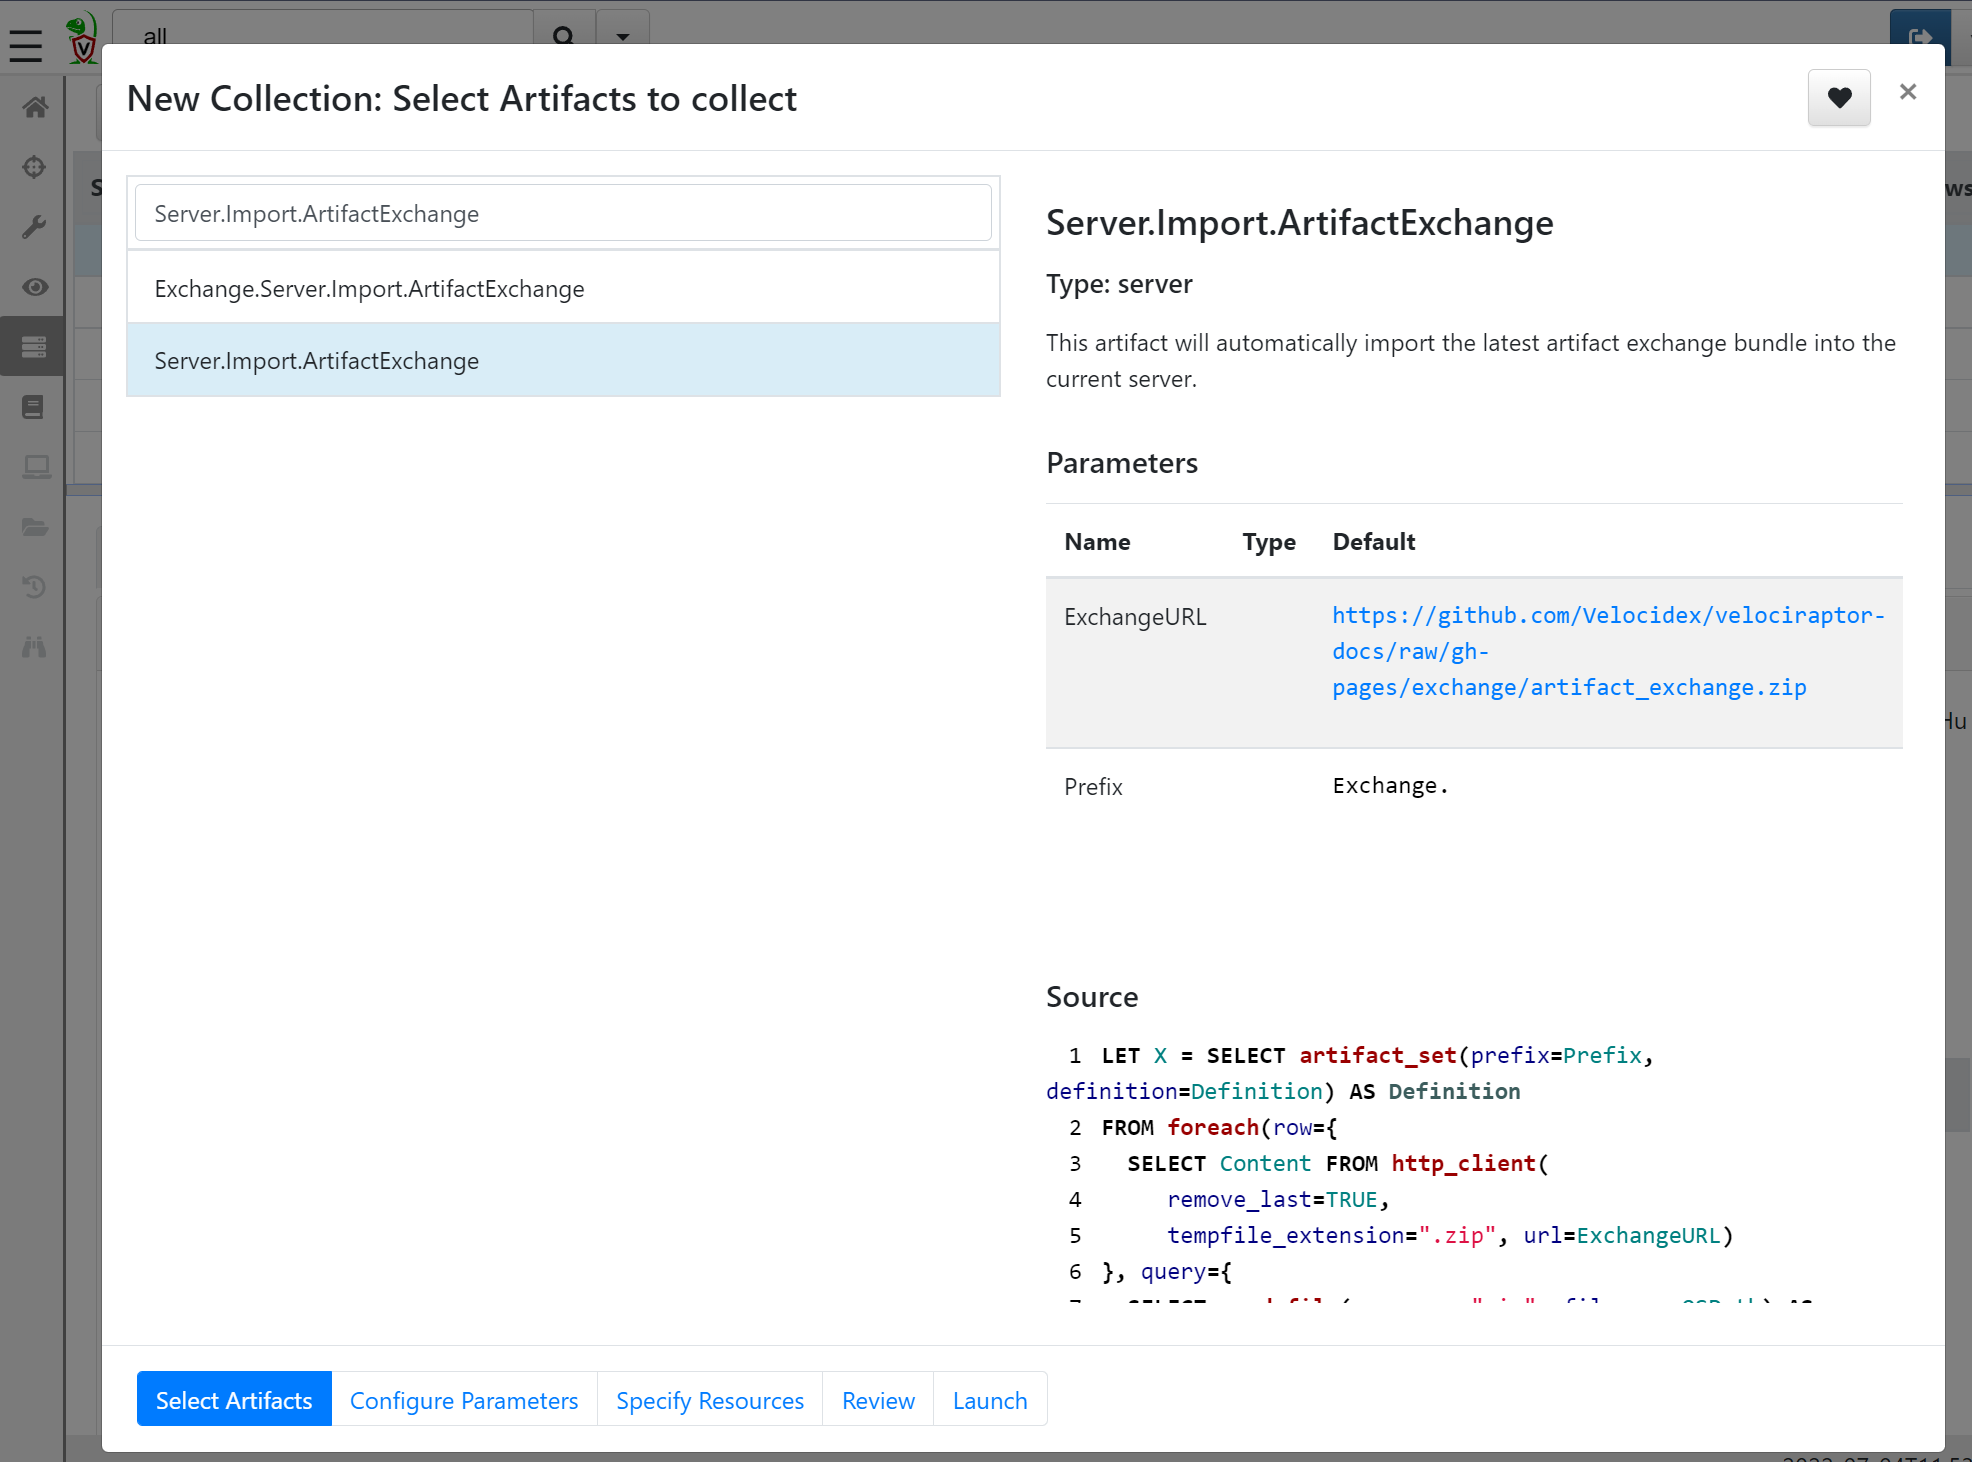 all
New Collection: Select Artifacts to collect
×
Server.Import.ArtifactExchange
Exchange.Server.Import.ArtifactExchange
Server.Import.ArtifactExchange
Server.Import.ArtifactExchange
Type: server
This artifact will automatically import the latest artifact exchange bundle into the
current server.
Parameters
Name Type Default
ExchangeURL https://github.com/Velocidex/velociraptor-
docs/raw/gh-
pages/exchange/artifact_exchange.zip
Prefix Exchange.
Source
1 LET X = SELECT artifact_set(prefix=Prefix,
definition=Definition) AS Definition
2 FROM foreach(row={
3 SELECT Content FROM http_client(
4 remove_last=TRUE,
5 tempfile_extension=".zip", url=ExchangeURL)
6 }, query={
Select Artifacts
Configure Parameters
Specify Resources
Review
Launch